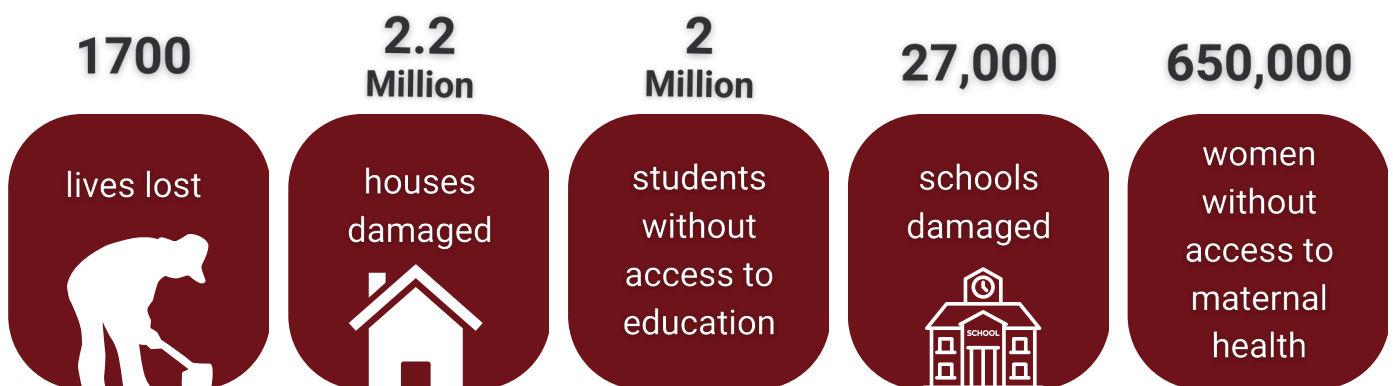 1700
lives lost
2.2
Million
houses
damaged
2
Million
students
without
access to
education
27,000
schools
damaged
SCHOOL
650,000
women
without
access to
maternal
health